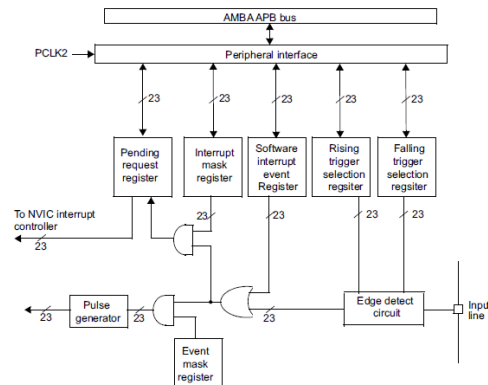 AMBA APB bus
PCLK2
Peripheral interface
23
23
23
23
23
Pending
request
register
Interrupt
mask
register
Software
interrupt
event
Register
Rising
trigger
selection
regsiter
Falling
trigger
selection
regsiter
To NVIC interrupt
controller
23
23
23
23
23
Pulse
generator
23
23
23
Edge detect
circuit
Input
line
Event
mask
register